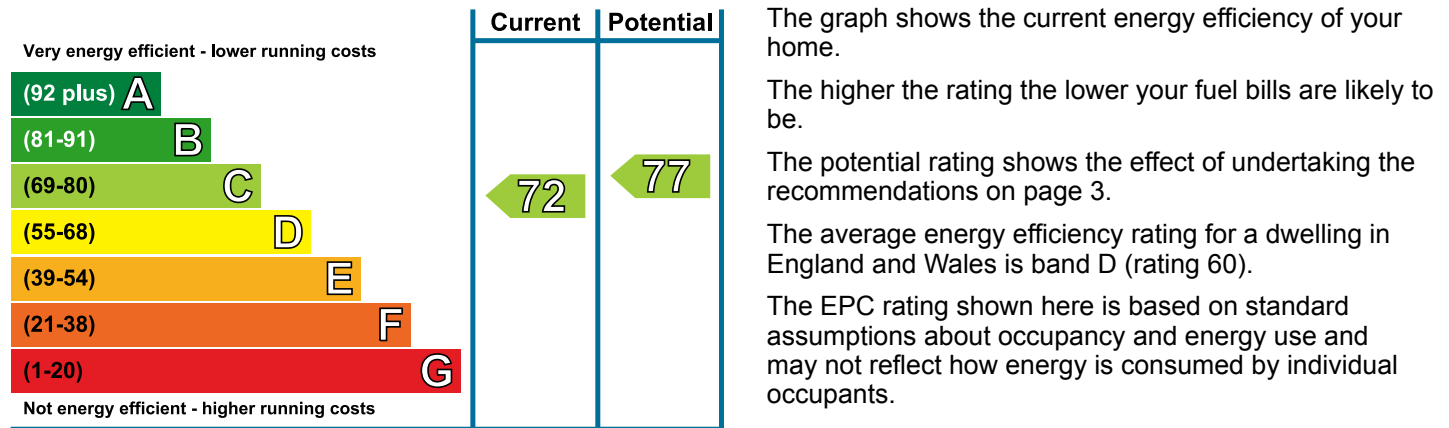 Current Potential
Very energy efficient - lower running costs
(92 plus) A
(81-91) B
(69-80) C
(55-68) D
(39-54) E
(21-38) F
(1-20) G
72
77
Not energy efficient - higher running costs
The graph shows the current energy efficiency of your
home.
The higher the rating the lower your fuel bills are likely to
be.
The potential rating shows the effect of undertaking the
recommendations on page 3.
The average energy efficiency rating for a dwelling in
England and Wales is band D (rating 60).
The EPC rating shown here is based on standard
assumptions about occupancy and energy use and
may not reflect how energy is consumed by individual
occupants.